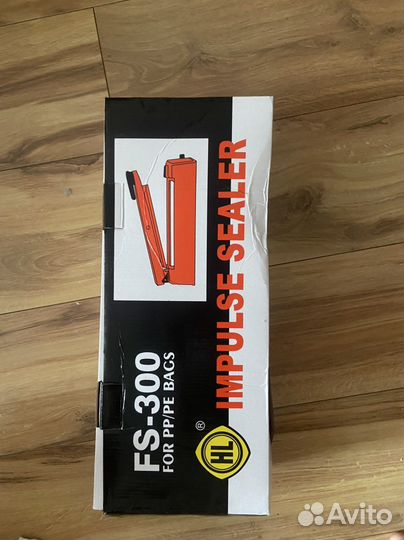 FS-300
FOR PP/PE BAGS
IMPULSE SEALER
HL
®
Avito